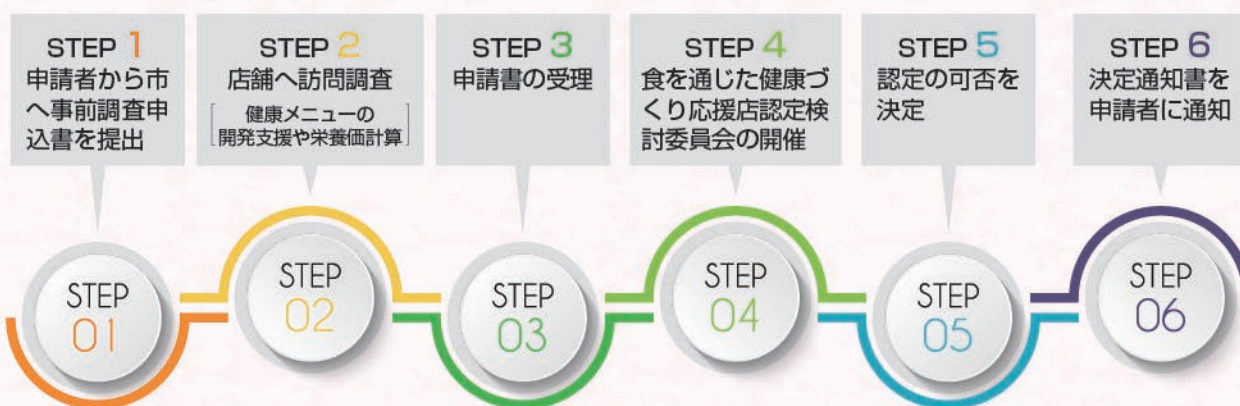 STEP 1
申請者から市
へ事前調査申
込書を提出
STEP 2
店舗へ訪問調査
[健康メニューの
開発支援や栄養価計算]
STEP 3
申請書の受理
STEP 4
食を通じた健康づ
くり応援店認定検
討委員会の開催
STEP 5
認定の可否を
決定
STEP 6
決定通知書を
申請者に通知
STEP
01
STEP
02
STEP
03
STEP
04
STEP
05
STEP
06